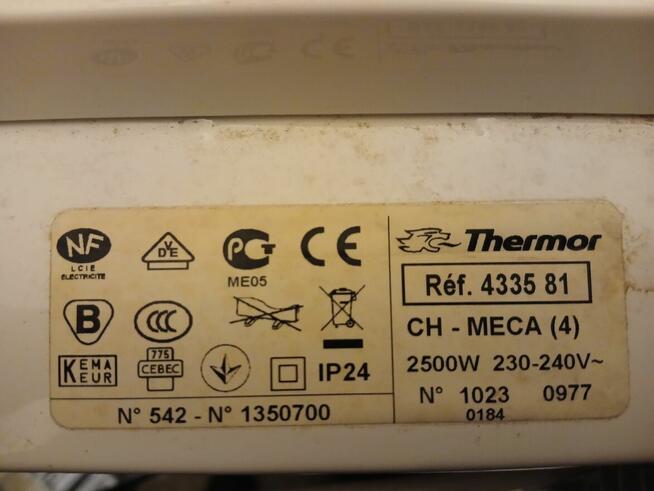 NF
LCIE
ELECTRICITE
VDE
PCT
ME05
CE
B
CCC
KEMA
KEUR
775
CEBEC
IP24
N° 542 - N° 1350700
Thermor
Réf. 4335 81
CH - MECA (4)
2500W 230-240V~
N° 1023 0977
0184